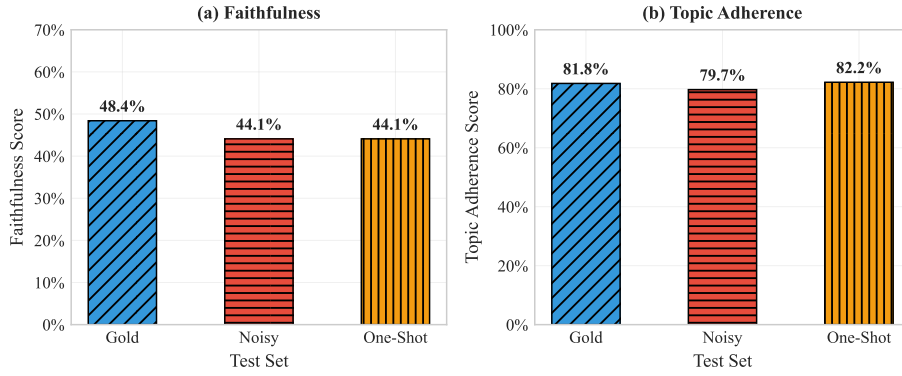 (a) Faithfulness
70%
60%
50%
40%
30%
20%
10%
0%
Faithfulness Score
48.4%
44.1%
44.1%
Gold
Noisy
One-Shot
Test Set
(b) Topic Adherence
100%
80%
60%
40%
20%
0%
Topic Adherence Score
81.8%
79.7%
82.2%
Gold
Noisy
One-Shot
Test Set